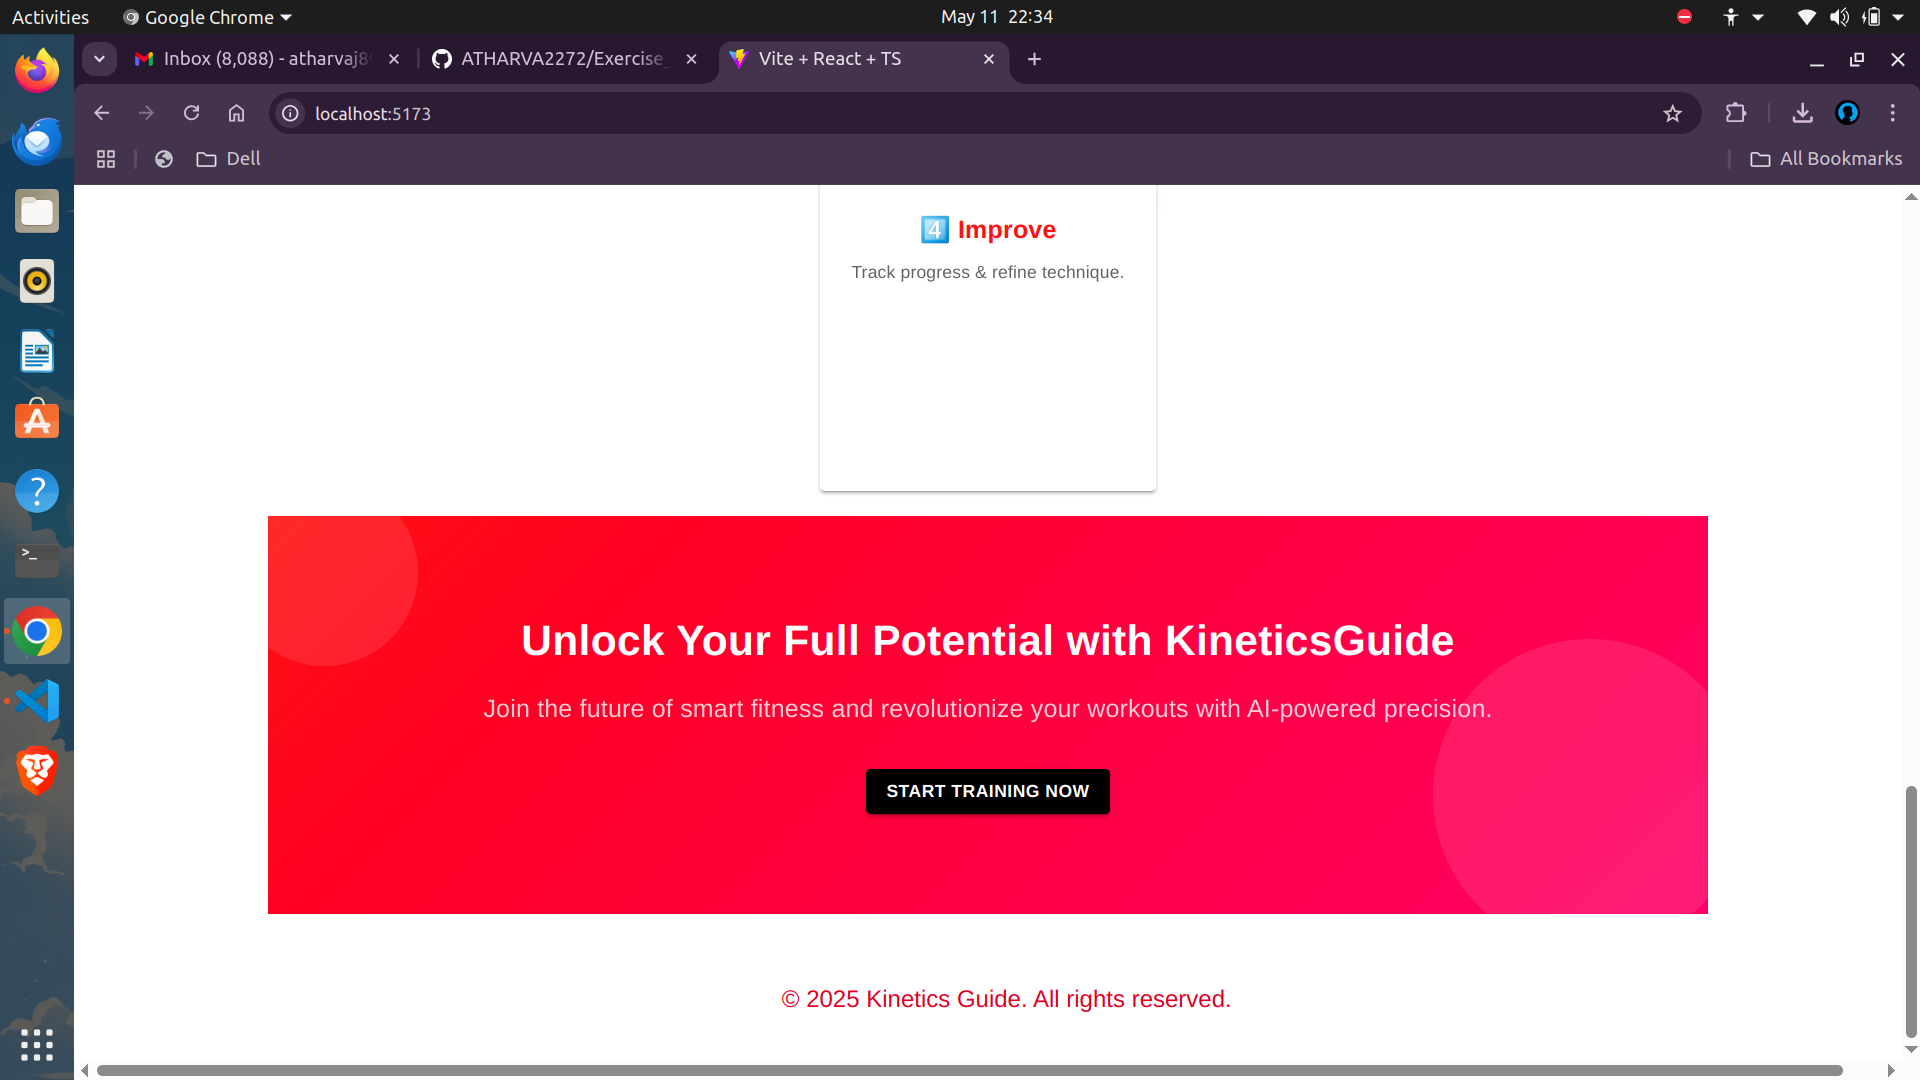 Activities Google Chrome May 11 22:34
Inbox (8,088) - atharvaj8 ATHARVA2272/Exercise_ Vite + React + TS
localhost:5173
Dell All Bookmarks
4 Improve
Track progress & refine technique.
Unlock Your Full Potential with KineticsGuide
Join the future of smart fitness and revolutionize your workouts with AI-powered precision.
START TRAINING NOW
© 2025 Kinetics Guide. All rights reserved.